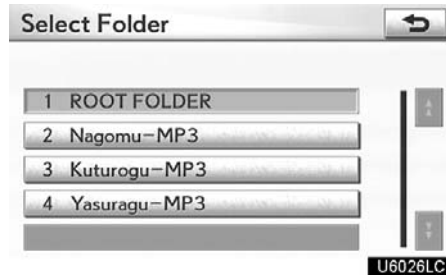 Select Folder
1 ROOT FOLDER
2 Nagomu-MP3
3 Kuturogu-MP3
4 Yasuragu-MP3
U6026LC